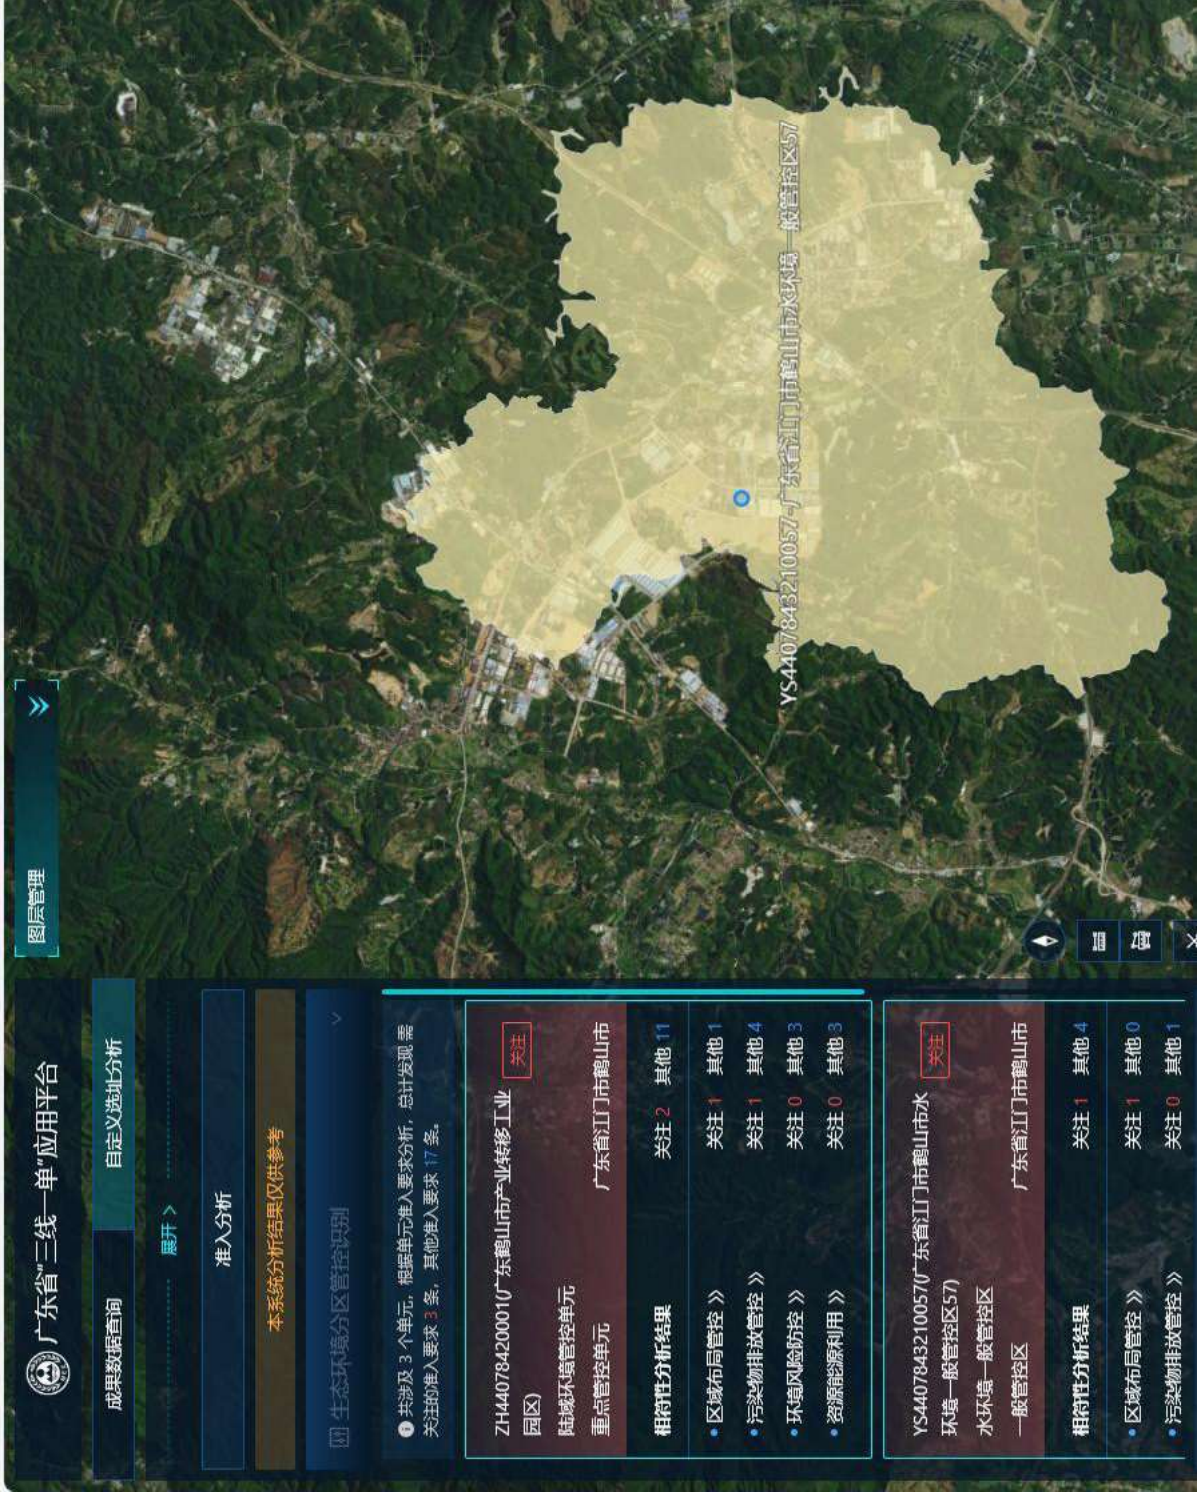 广东省“三线一单”应用平台
成果数据查询
自定义选址分析
展开
准入分析
本系统分析结果仅供参考
生态环境分区管控识别
共涉及 3 个单元，根据单元准入要求分析，总计发现需
关注的准入要求 3 条，其他准入要求 17 条。
ZH44078420001(广东鹤山市产业转移工业
园区)
关注
陆域环境管控单元
重点管控单元 广东省江门市鹤山市
相符性分析结果 关注 2 其他 11
区域布局管控 》 关注 1 其他 1
污染物排放管控 》 关注 1 其他 4
环境风险防控 》 关注 0 其他 3
资源能源利用 》 关注 0 其他 3
YS4407843210057(广东省江门市鹤山市水
环境一般管控区57)
关注
水环境一般管控区
一般管控区 广东省江门市鹤山市
相符性分析结果 关注 1 其他 4
区域布局管控 》 关注 1 其他 0
污染物排放管控 》 关注 0 其他 1
图层管理
YS4407843210057-广东省江门市鹤山市水环境一般管控区57